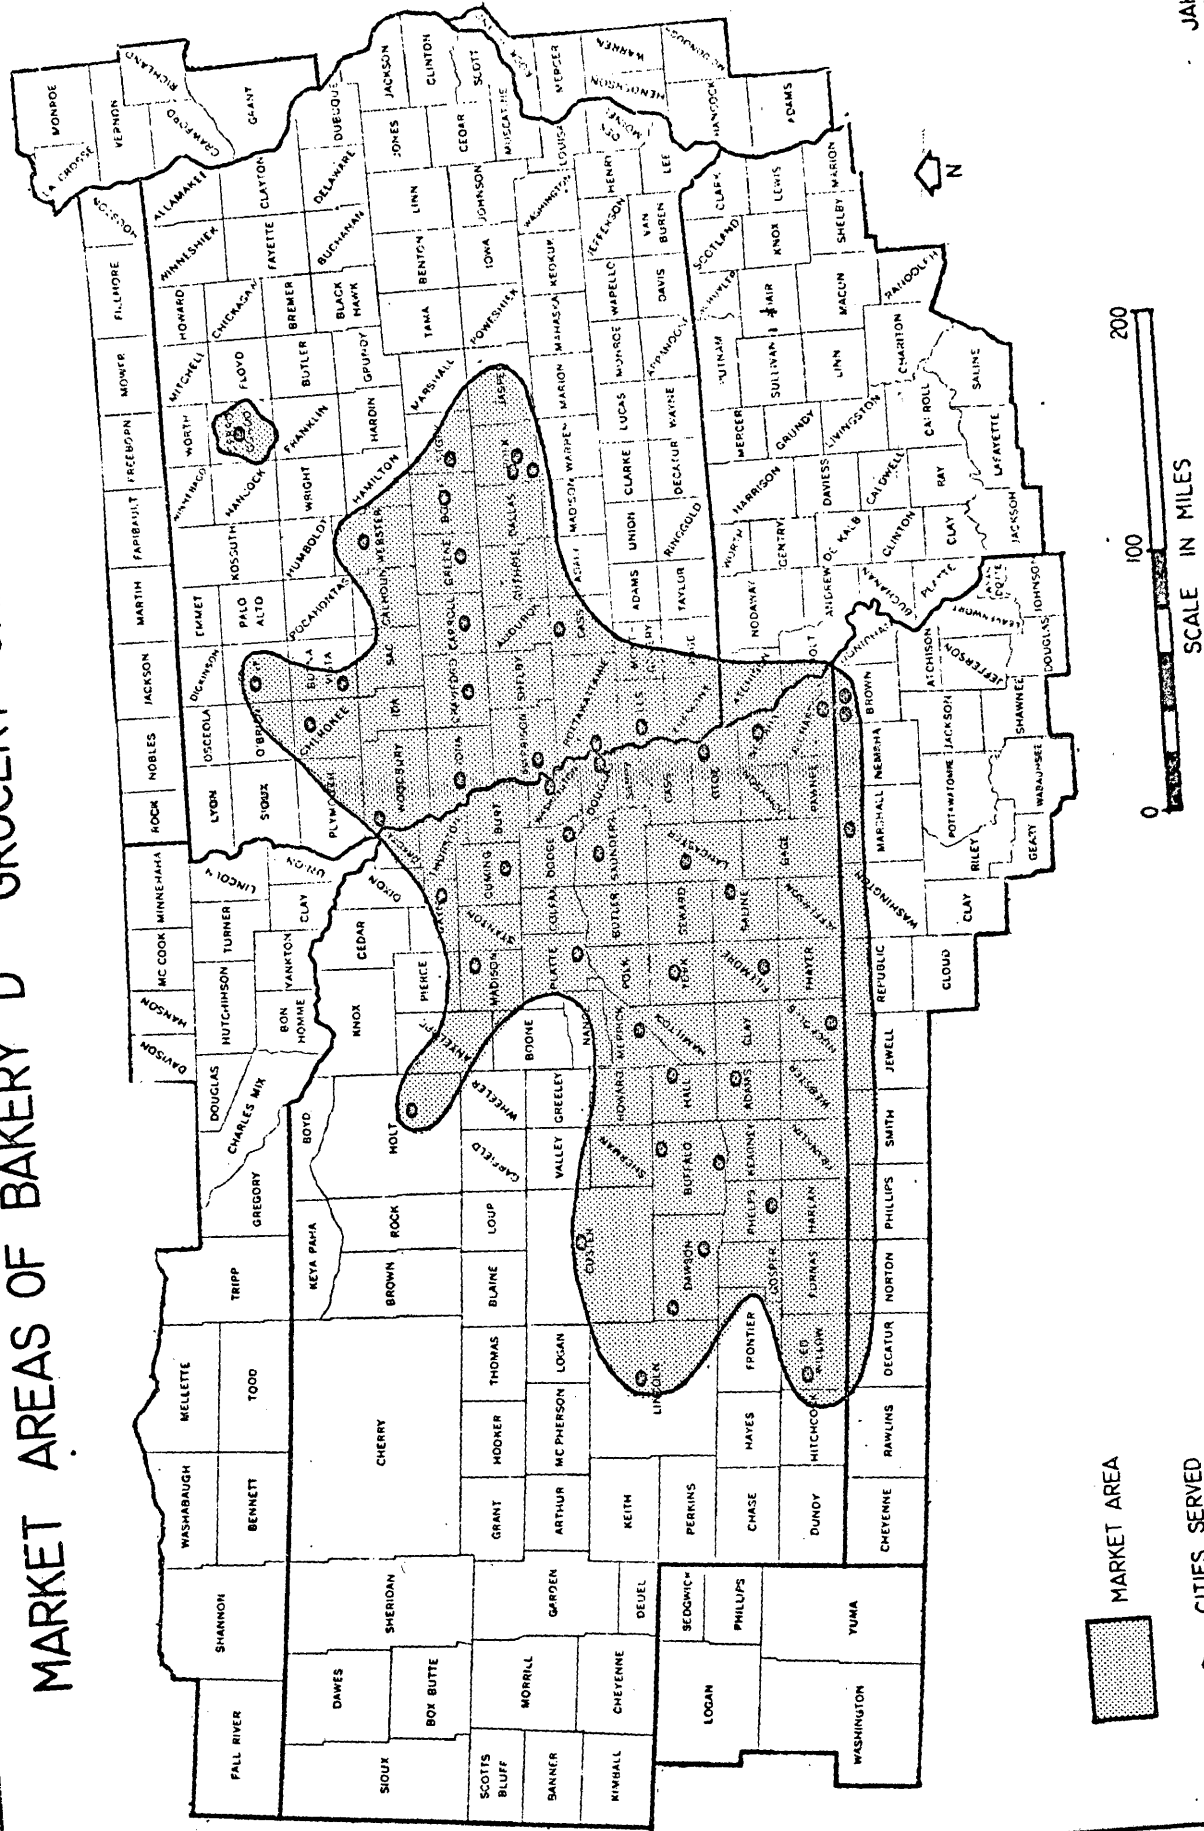 MARKET AREAS OF BAKERY D
MONROE
LA CROSSE
VERNON
RICHLAND
CRAWFORD
GRANT
ROCK
NOBLES
JACKSON
MARTIN
FARIBAULT
FREEBORN
MOWER
FILLMORE
HOUSTON
DAVISON
HANSON
MC COOK
MINNEHAHA
DOUGLAS
HUTCHINSON
TURNER
LINCOLN
CHARLES MIX
BON HOMME
YANKTON
CLAY
UNION
GREGORY
TRIPP
MELLETTE
TODD
WASHABAUGH
BENNETT
SHANNON
FALL RIVER
LYON
OSCEOLA
DICKINSON
EMMET
KOSSUTH
WINNEBAGO
WORTH
MITCHELL
HOWARD
WINNESHIEK
ALLAMAKEE
SIOUX
O'BRIEN
PALO ALTO
HANCOCK
FLOYD
CHICKASAW
FAYETTE
CLAYTON
PLYMOUTH
CHEROKEE
BUENA VISTA
POCAHONTAS
HUMBOLDT
WRIGHT
FRANKLIN
BUTLER
BREMER
BLACK HAWK
BUCHANAN
DELAWARE
DUBUQUE
WOODBURY
IDA
SAC
CALHOUN
WEBSTER
HAMILTON
HARDIN
GRUNDY
TAMA
BENTON
LINN
JONES
JACKSON
CLINTON
CRAWFORD
CARROLL
GREENE
MARSHALL
CEDAR
SCOTT
HARRISON
SHELBY
AUDUBON
GUTHRIE
DALLAS
JASPER
POWESHIEK
IOWA
JOHNSON
MUSCATINE
POTTAWATTAMIE
CASS
ADAIR
MADISON
WARREN
MARION
MAHASKA
KEOKUK
WASHINGTON
LOUISA
ADAMS
UNION
CLARKE
LUCAS
MONROE
WAPELLO
JEFFERSON
HENRY
DES MOINES
TAYLOR
RINGGOLD
DECATUR
WAYNE
APPANOOSE
DAVIS
VAN BUREN
LEE
MERCER
HENDERSON
WARREN
HANCOCK
ADAMS
ATCHISON
NODAWAY
WORTH
HARRISON
MERCER
PUTNAM
SCHUYLER
SCOTLAND
CLARK
HOLT
ANDREW
GENTRY
DE KALB
DAVIESS
GRUNDY
SULLIVAN
ADAIR
KNOX
LEWIS
BUCHANAN
CLINTON
CALDWELL
LIVINGSTON
LINN
MACON
SHELBY
MARION
PLATTE
CLAY
RAY
CARROLL
CHARITON
RANDOLPH
JACKSON
LAFAYETTE
SALINE
SIOUX
DAWES
BOX BUTTE
SHERIDAN
CHERRY
KEYA PAHA
BROWN
ROCK
BOYD
HOLT
KNOX
CEDAR
DIXON
SCOTTS BLUFF
BANNER
KIMBALL
MORRILL
CHEYENNE
GARDEN
DEUEL
GRANT
HOOKER
THOMAS
BLAINE
LOUP
GARFIELD
WHEELER
ANTELOPE
PIERCE
ARTHUR
MC PHERSON
LOGAN
VALLEY
GREELEY
BOONE
MADISON
STANTON
CUMING
BURT
KEITH
LINCOLN
CUSTER
SHERMAN
HOWARD
MERRICK
PLATTE
COLFAX
DODGE
PERKINS
DAWSON
BUFFALO
HALL
HAMILTON
POLK
YORK
BUTLER
SEWARD
SAUNDERS
LANCASTER
DOUGLAS
CASS
CHASE
HAYES
FRONTIER
GOSPER
PHELPS
KEARNEY
ADAMS
CLAY
FILLMORE
SALINE
OTOE
DUNDY
HITCHCOCK
FURNAS
HARLAN
FRANKLIN
WEBSTER
NUCKOLLS
THAYER
JEFFERSON
GAGE
PAWNEE
SEDGWICK
PHILLIPS
LOGAN
YUMA
WASHINGTON
CHEYENNE
RAWLINS
DECATUR
NORTON
PHILLIPS
SMITH
JEWELL
REPUBLIC
WASHINGTON
MARSHALL
NEMAHA
BROWN
DONIPHAN
CLOUD
CLAY
RILEY
POTTAWATOMIE
JACKSON
ATCHISON
JEFFERSON
LEAVENWORTH
GEARY
WABAUNSEE
SHAWNEE
DOUGLAS
JOHNSON
N
MARKET AREA
CITIES SERVED
0 100 200
SCALE IN MILES